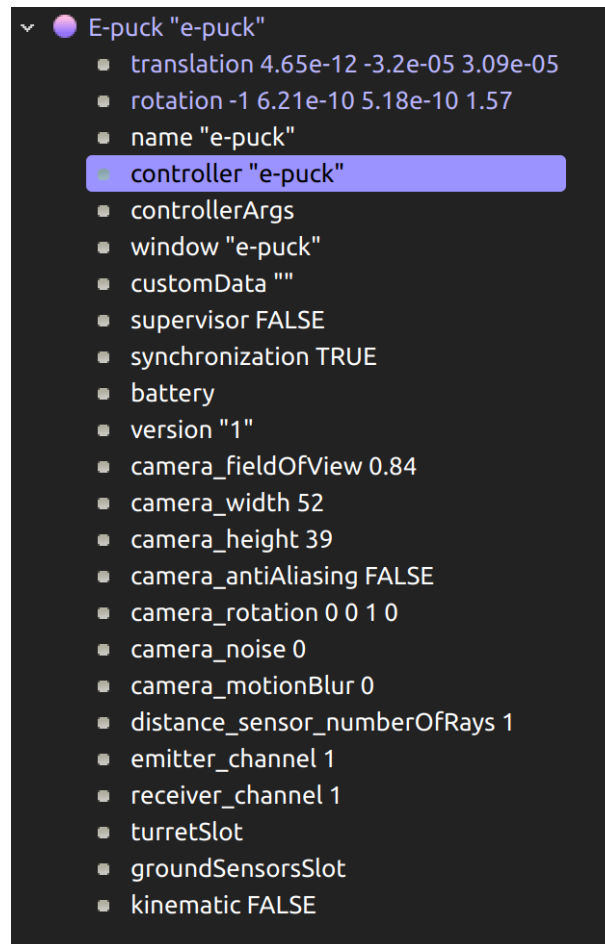 E-puck "e-puck"
translation 4.65e-12 -3.2e-05 3.09e-05
rotation -1 6.21e-10 5.18e-10 1.57
name "e-puck"
controller "e-puck"
controllerArgs
window "e-puck"
customData ""
supervisor FALSE
synchronization TRUE
battery
version "1"
camera_fieldOfView 0.84
camera_width 52
camera_height 39
camera_antiAliasing FALSE
camera_rotation 0 0 1 0
camera_noise 0
camera_motionBlur 0
distance_sensor_numberOfRays 1
emitter_channel 1
receiver_channel 1
turretSlot
groundSensorsSlot
kinematic FALSE